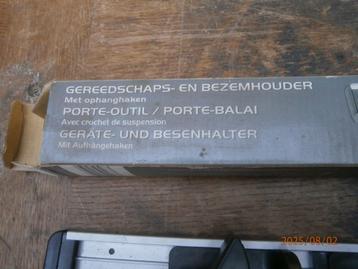 GEREEDSCHAPS- EN BEZEMHOUDER
Met ophanghaken
PORTE-OUTIL / PORTE-BALAI
Avec crochet de suspension
GERÄTE- UND BESENHALTER
Mit Aufhängehaken
2025/08/02